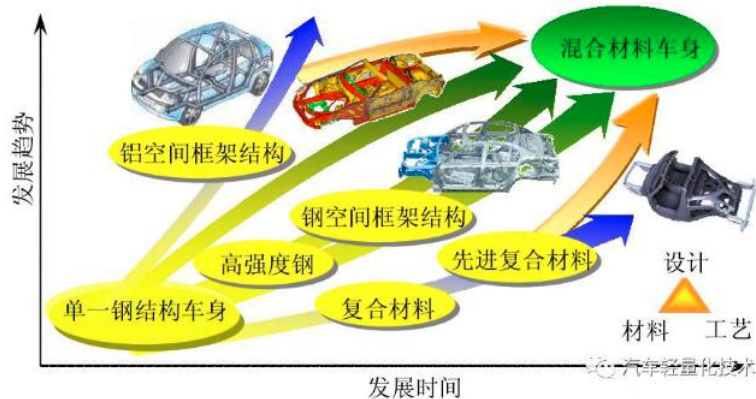 混合材料车身
铝空间框架结构
发展趋势
钢空间框架结构
高强度钢
先进复合材料
设计
单一钢结构车身
复合材料
材料
工艺
汽车轻量化技术
发展时间